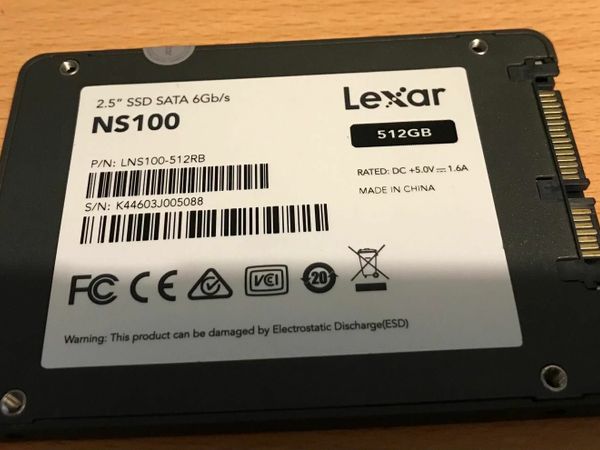 2.5" SSD SATA 6Gb/s
NS100
Lexar
512GB
P/N: LNS100-512RB
S/N: K44603J005088
RATED: DC +5.0V⎓1.6A
MADE IN CHINA
FC CE VCI 20
Warning: This product can be damaged by Electrostatic Discharge(ESD)